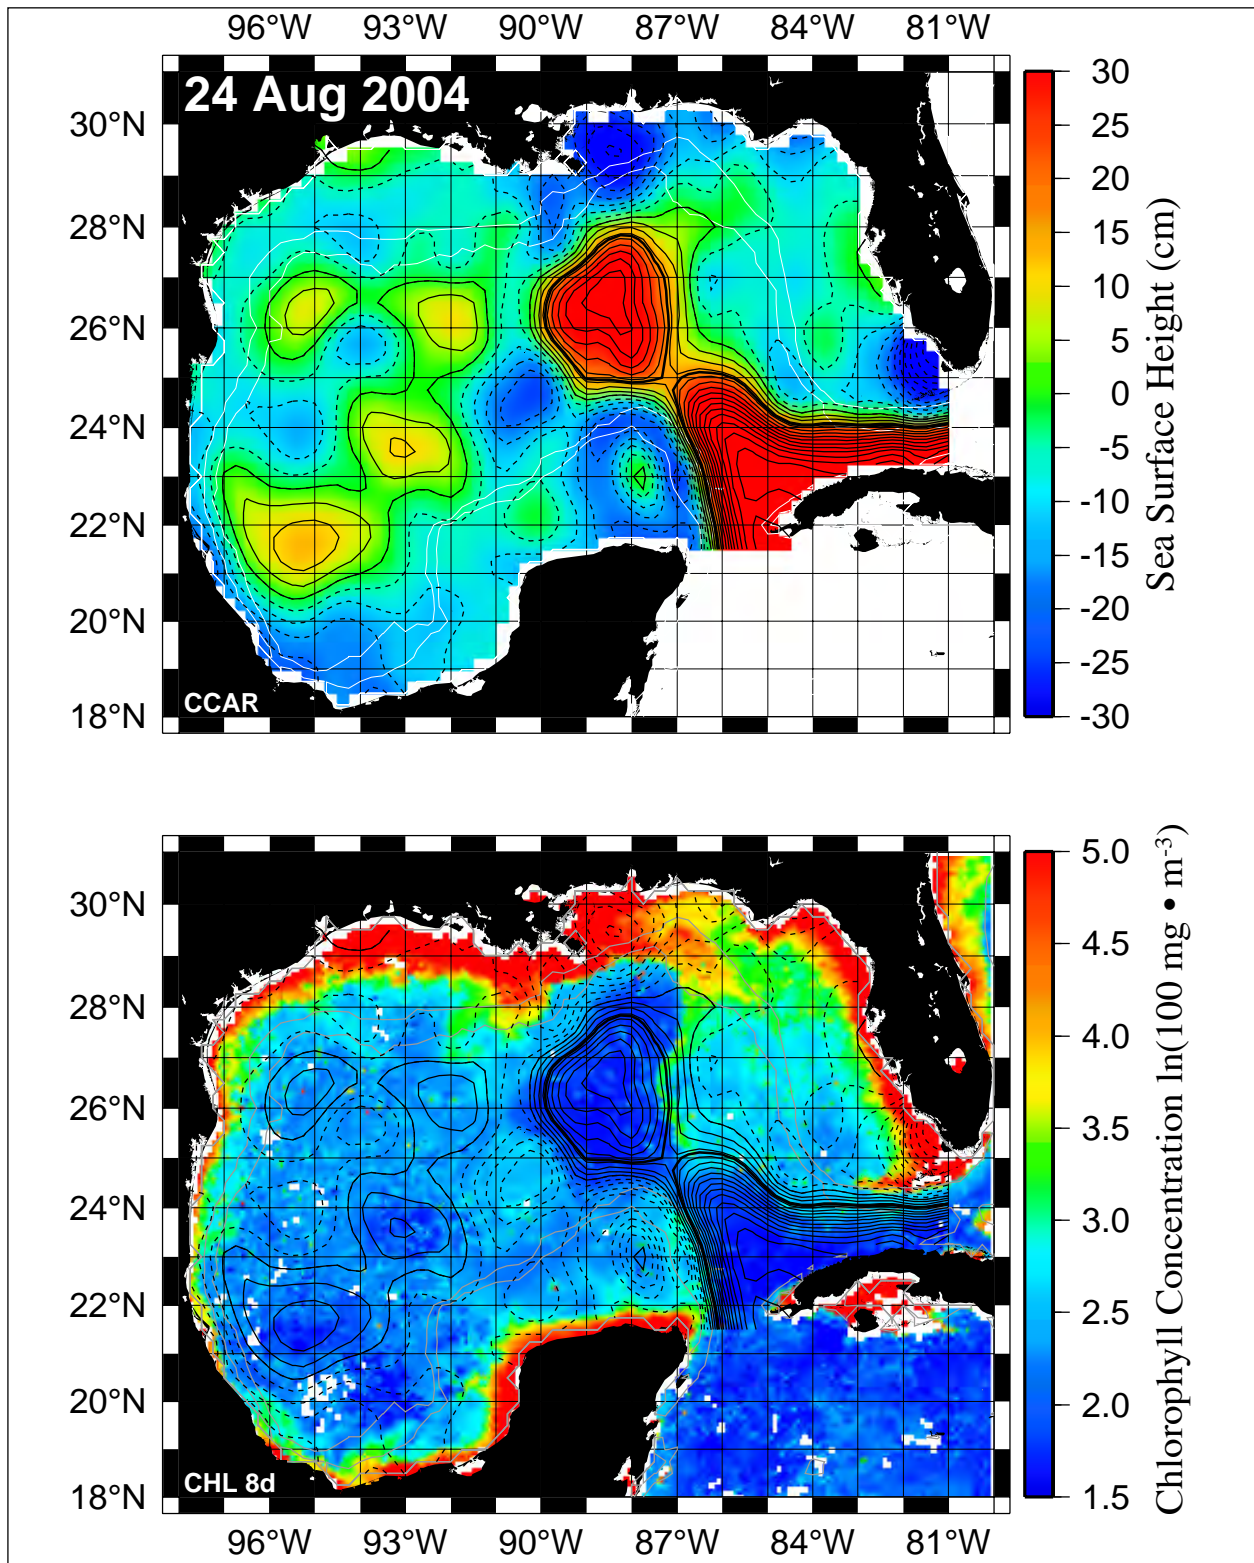 96°W 93°W 90°W 87°W 84°W 81°W
24 Aug 2004
30°N
28°N
26°N
24°N
22°N
20°N
18°N
CCAR
30
25
20
15
10
5
0
-5
-10
-15
-20
-25
-30
Sea Surface Height (cm)
30°N
28°N
26°N
24°N
22°N
20°N
18°N
CHL 8d
96°W 93°W 90°W 87°W 84°W 81°W
5.0
4.5
4.0
3.5
3.0
2.5
2.0
1.5
Chlorophyll Concentration ln(100 mg • m⁻³)